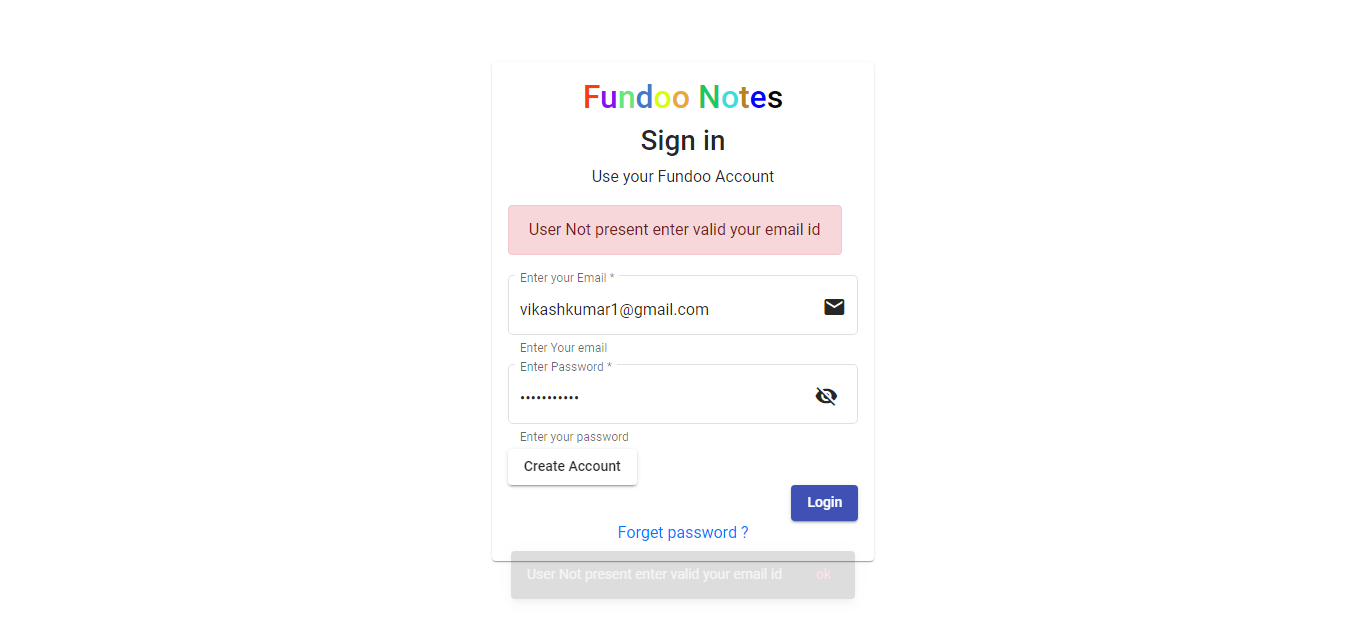 Fundoo Notes
Sign in
Use your Fundoo Account
User Not present enter valid your email id
Enter your Email *
vikashkumar1@gmail.com
Enter Your email
Enter Password *
•••••••••••
Enter your password
Create Account
Login
Forget password ?
User Not present enter valid your email id ok